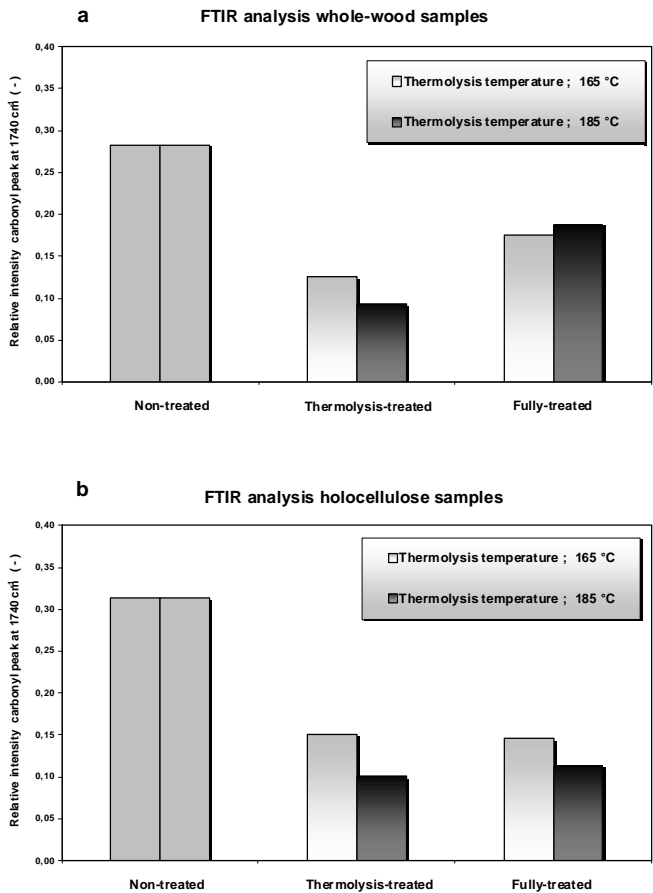 a
FTIR analysis whole-wood samples
Relative intensity carbonyl peak at 1740 cm-1 (-)
0,40
0,35
0,30
0,25
0,20
0,15
0,10
0,05
0,00
Thermolysis temperature ; 165 °C
Thermolysis temperature ; 185 °C
Non-treated Thermolysis-treated Fully-treated
b
FTIR analysis holocellulose samples
Relative intensity carbonyl peak at 1740 cm-1 (-)
0,40
0,35
0,30
0,25
0,20
0,15
0,10
0,05
0,00
Thermolysis temperature ; 165 °C
Thermolysis temperature ; 185 °C
Non-treated Thermolysis-treated Fully-treated